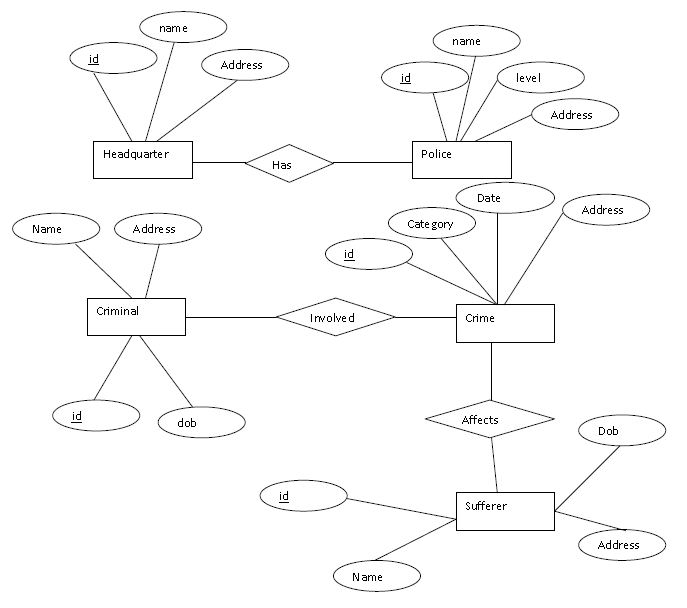 name
id
Address
name
id
level
Address
Headquarter
Has
Police
Date
Category
Address
id
Name
Address
Criminal
Involved
Crime
id
dob
Affects
Dob
id
Sufferer
Address
Name